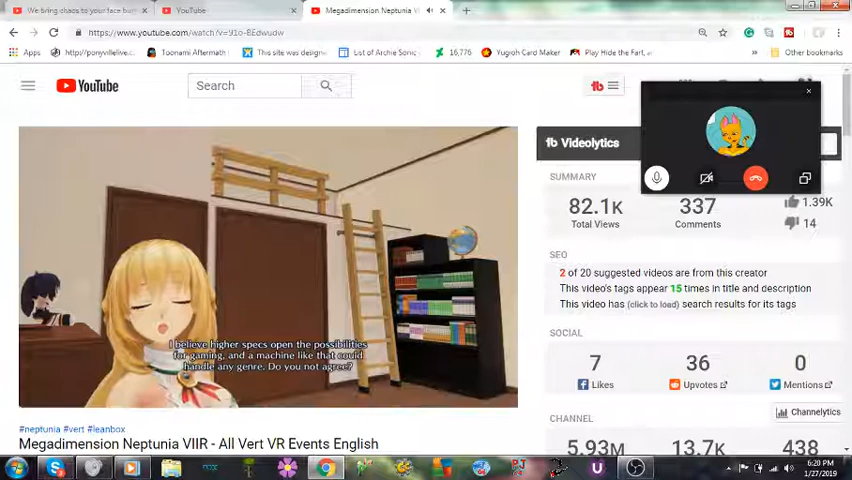 We bring chaos to your face bu
YouTube
Megadimension Neptunia V
https://www.youtube.com/watch?v=
Apps
http://ponyvillelive
Toonami Aftermath
This site was designe
List of Archie Sonic
16,776
Yugioh Card Maker
Play Hide the Fart, a
Other bookmarks
YouTube
Search
Videolytics
SUMMARY
82.1K
337
1.39K
Total Views
Comments
14
SEO
2 of 20 suggested videos are from this creator
This video's tags appear 15 times in title and description
This video has (click to load) search results for its tags
I believe higher specs open the possibilities
for gaming, and a machine like that could
handle any genre. Do you not agree?
SOCIAL
7
36
0
Likes
Upvotes
Mentions
Channelytics
#neptunia #vert #leanbox
CHANNEL
Megadimension Neptunia VIIR - All Vert VR Events English
5.93M
13.7K
438
6:20 PM
1/27/2019